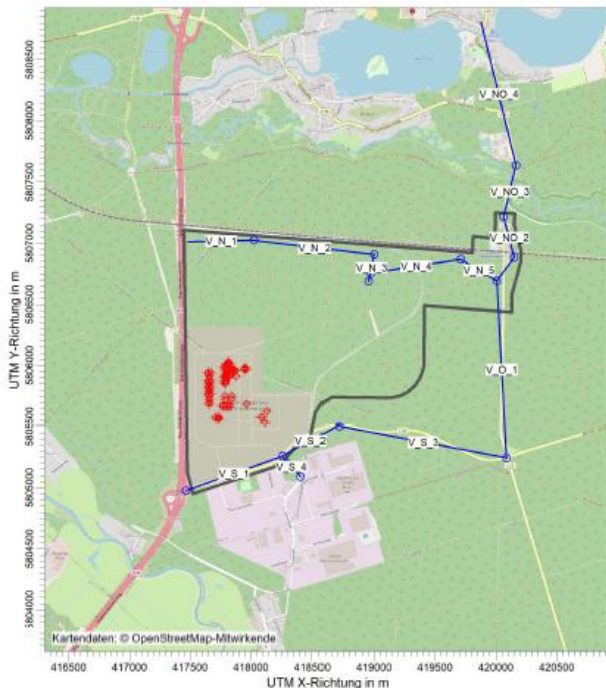 V_NO_4
V_NO_3
V_NO_2
V_N_1
V_N_2
V_N_3
V_N_4
V_N_5
V_O_1
V_S_1
V_S_2
V_S_3
V_S_4
UTM Y-Richtung in m
5808500
5808000
5807500
5807000
5806500
5806000
5805500
5805000
5804500
5804000
Kartendaten: © OpenStreetMap-Mitwirkende
416500 417000 417500 418000 418500 419000 419500 420000 420500
UTM X-Riichtung in m